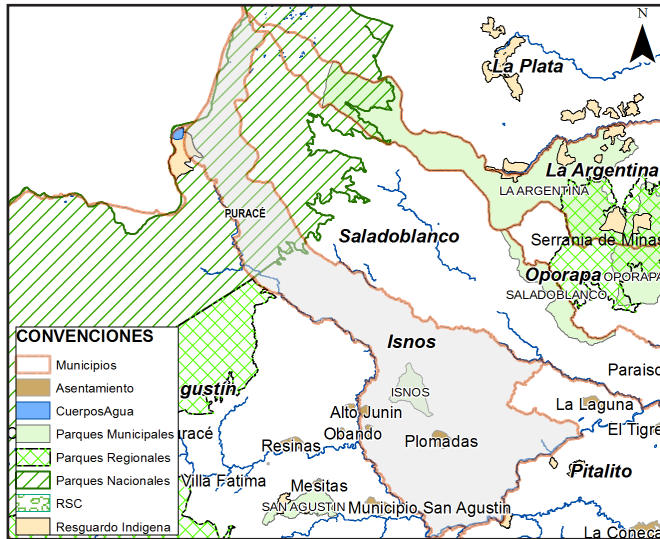 N
La Plata
La Argentina
LA ARGENTINA
PURACÉ
Saladoblanco
Serrania de Minas
Oporapa
OPORAPA
SALADOBLANCO
Isnos
Paraiso
ISNOS
La Laguna
Alto Junin
Obando
El Tigre
Plomadas
Resinas
Pitalito
Villa Fatima
Mesitas
SAN AGUSTIN
Municipio San Agustin
La Coneca
gustín
aracé
CONVENCIONES
Municipios
Asentamiento
CuerposAgua
Parques Municipales
Parques Regionales
Parques Nacionales
RSC
Resguardo Indigena